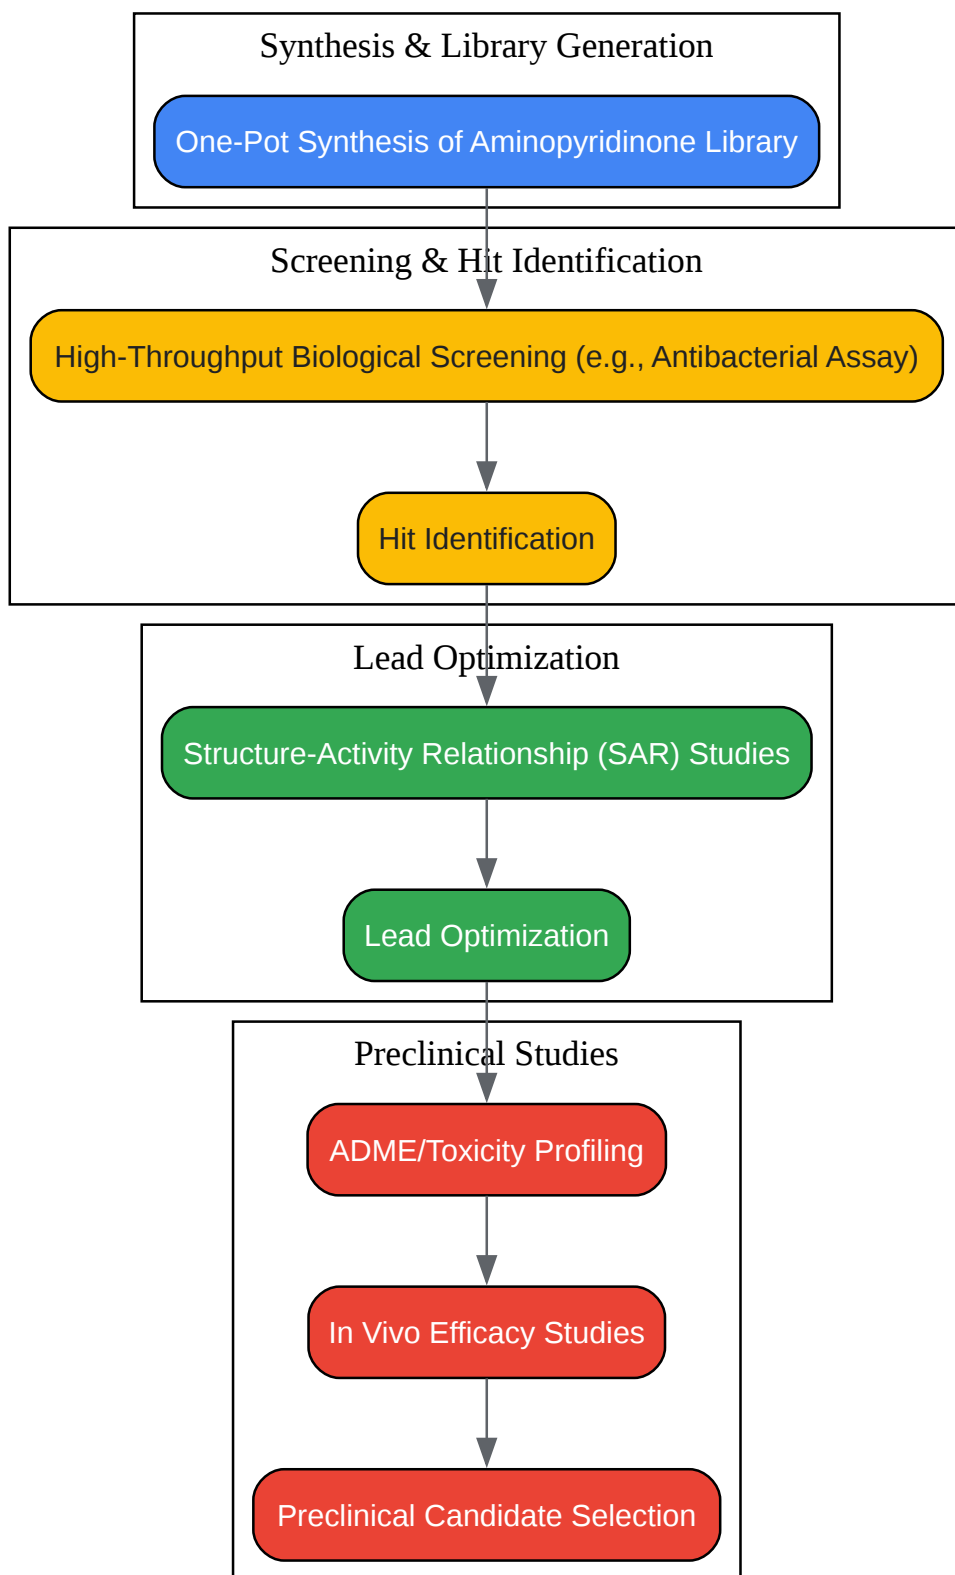 Synthesis & Library Generation
One-Pot Synthesis of Aminopyridinone Library
Screening & Hit Identification
High-Throughput Biological Screening (e.g., Antibacterial Assay)
Hit Identification
Lead Optimization
Structure-Activity Relationship (SAR) Studies
Lead Optimization
Preclinical Studies
ADME/Toxicity Profiling
In Vivo Efficacy Studies
Preclinical Candidate Selection